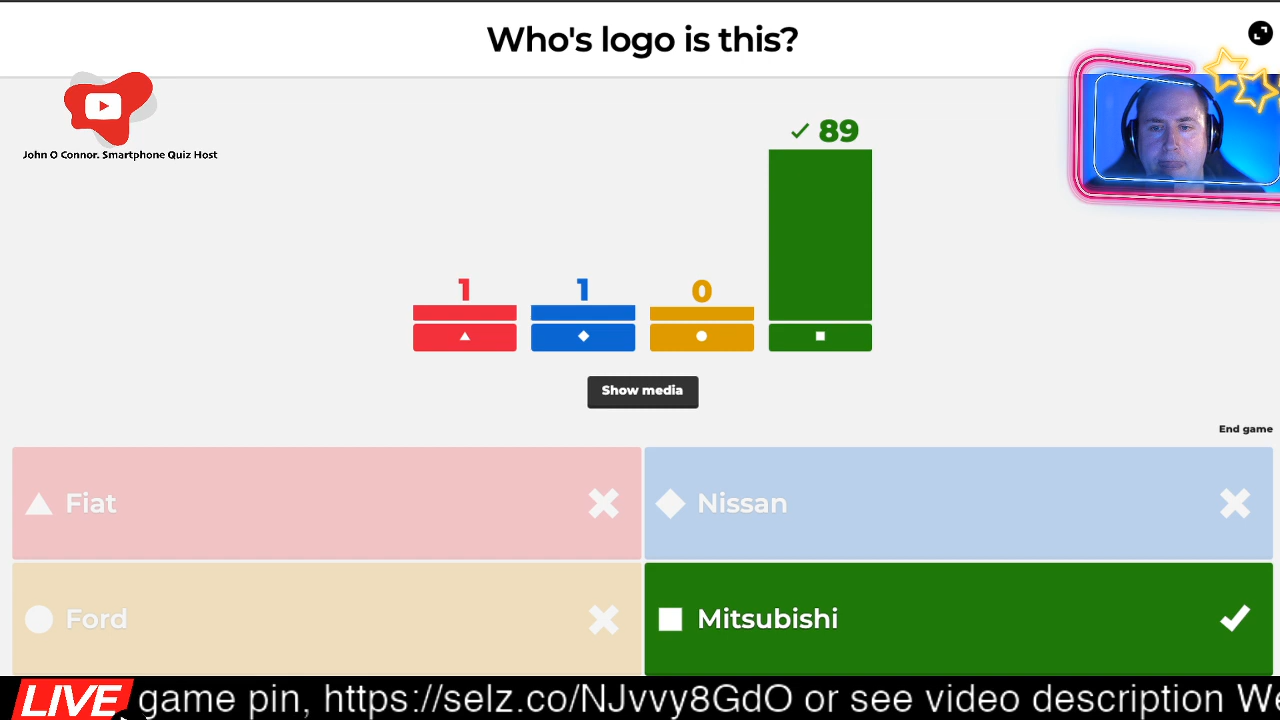 Who's logo is this?
John O Connor. Smartphone Quiz Host
89
1
1
0
Show media
End game
Fiat
Nissan
Ford
Mitsubishi
LIVE
game pin, https://selz.co/NJvvy8GdO or see video description We